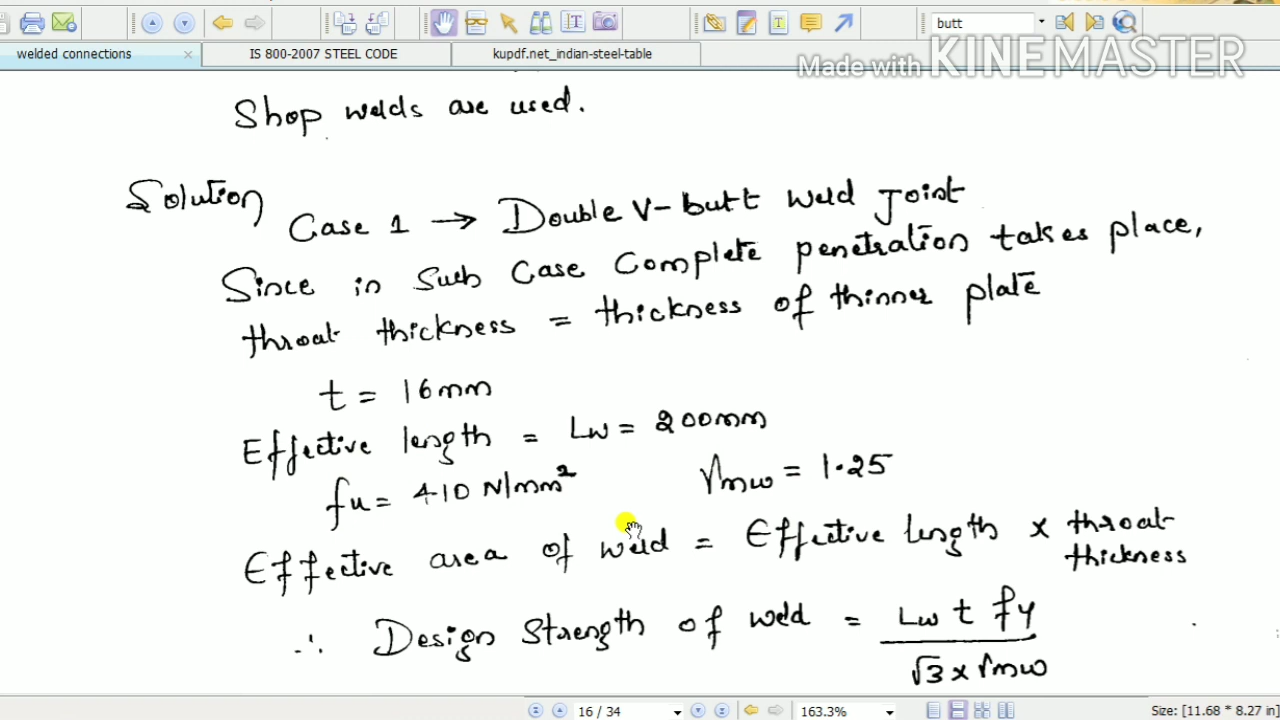 butt
welded connections
IS 800-2007 STEEL CODE
kupdf.net_indian-steel-table
Made with KINEMASTER
Shop welds are used.
Solution
Case 1 → Double V-butt weld Joint
Since in such case complete penetration takes place,
throat thickness = thickness of thinner plate
t = 16mm
Effective length = Lw = 200mm
fu = 410 N/mm² γmw = 1.25
Effective area of weld = Effective length × throat
thickness
∴ Design strength of weld = Lw t fy
√3 × γmw
16 / 34
163.3%
Size: [11.68 * 8.27 in]